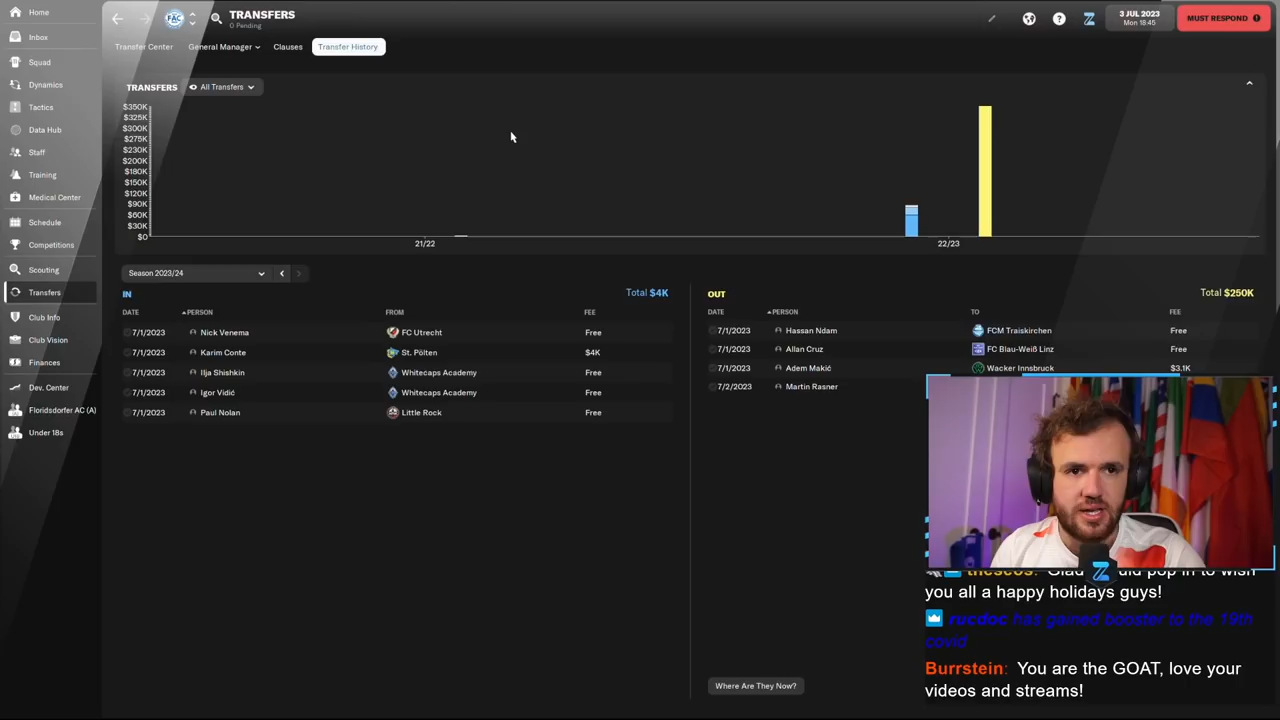 Home
Inbox
Squad
Dynamics
Tactics
Data Hub
Staff
Training
Medical Center
Schedule
Competitions
Scouting
Transfers
Club Info
Club Vision
Finances
Dev. Center
Floridsdorfer AC (A)
Under 18s
FAC
TRANSFERS
0 Pending
3 JUL 2023
Mon 18:45
MUST RESPOND
Transfer Center General Manager Clauses Transfer History
TRANSFERS All Transfers
$350K
$325K
$300K
$275K
$230K
$200K
$180K
$150K
$120K
$90K
$60K
$30K
$0
21/22 22/23
Season 2023/24
IN Total $4K
DATE PERSON FROM FEE
7/1/2023 Nick Venema FC Utrecht Free
7/1/2023 Karim Conte St. Pölten $4K
7/1/2023 Ilja Shishkin Whitecaps Academy Free
7/1/2023 Igor Vidić Whitecaps Academy Free
7/1/2023 Paul Nolan Little Rock Free
OUT Total $250K
DATE PERSON TO FEE
7/1/2023 Hassan Ndam FCM Traiskirchen Free
7/1/2023 Allan Cruz FC Blau-Weiß Linz Free
7/1/2023 Adem Makić Wacker Innsbruck $3.1K
7/2/2023 Martin Rasner
Where Are They Now?
theseos: Glad pop in to wish
you all a happy holidays guys!
rucdoc has gained booster to the 19th
covid
Burrstein: You are the GOAT, love your
videos and streams!